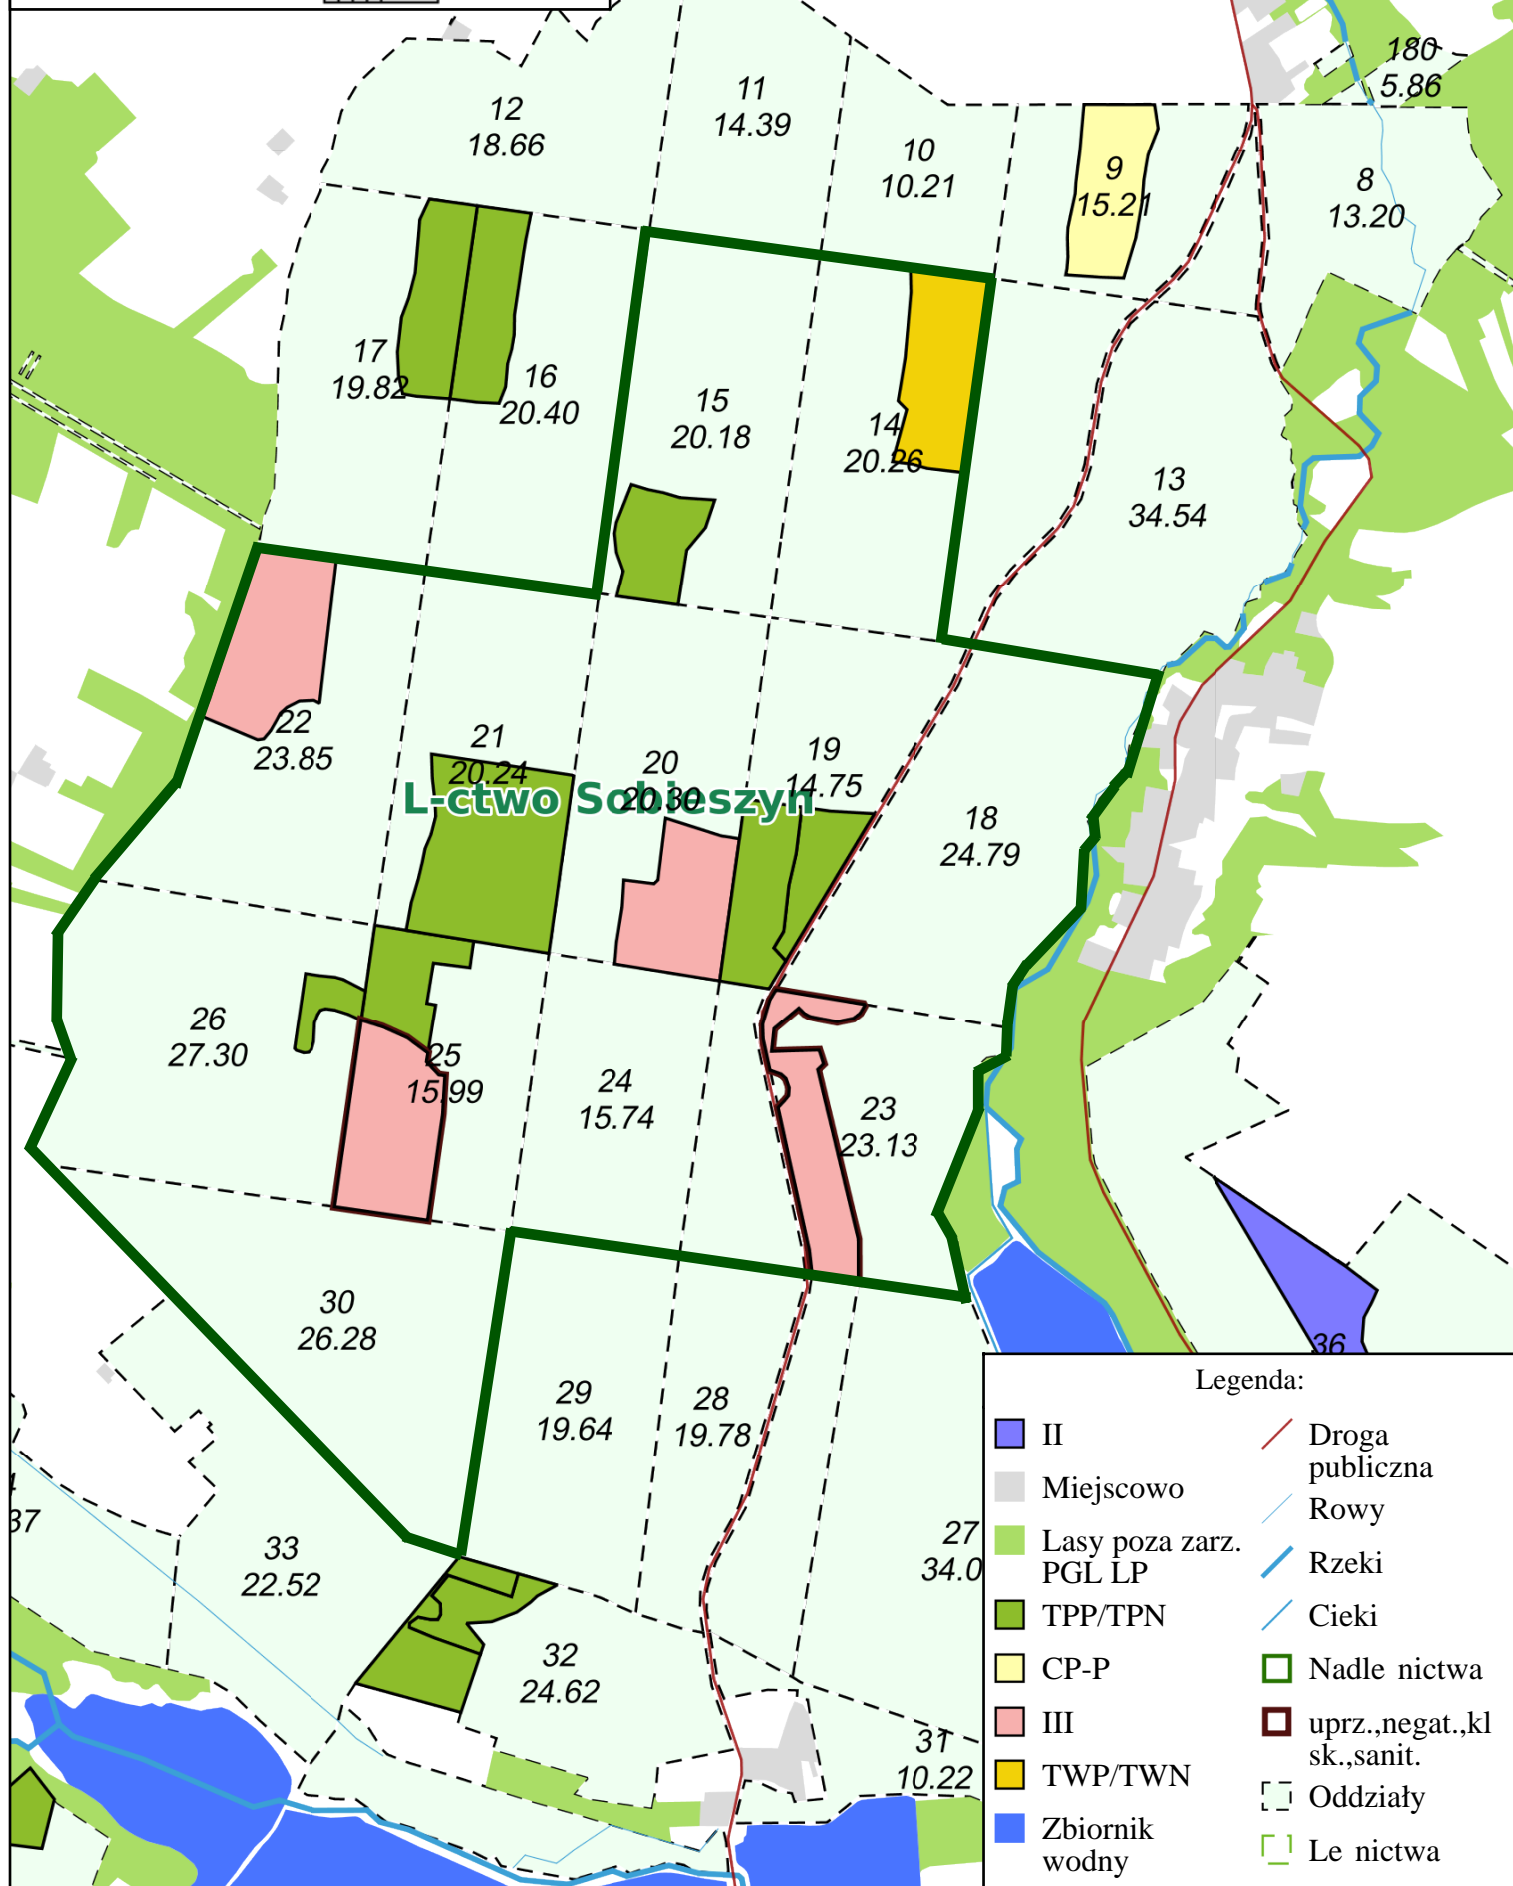 180
5.86
11
14.39
12
18.66
10
10.21
9
15.21
8
13.20
17
19.82
16
20.40
15
20.18
14
20.26
13
34.54
22
23.85
21
20.24
20
20.30
19
14.75
L-ctwo Sobieszyn
18
24.79
26
27.30
25
15.99
24
15.74
23
23.13
30
26.28
29
19.64
28
19.78
36
37
33
22.52
27
34.0
32
24.62
31
10.22
Legenda:
II
Miejscowo
Lasy poza zarz.
PGL LP
TPP/TPN
CP-P
III
TWP/TWN
Zbiornik
wodny
Droga
publiczna
Rowy
Rzeki
Cieki
Nadle nictwa
uprz.,negat.,kl
sk.,sanit.
Oddziały
Le nictwa